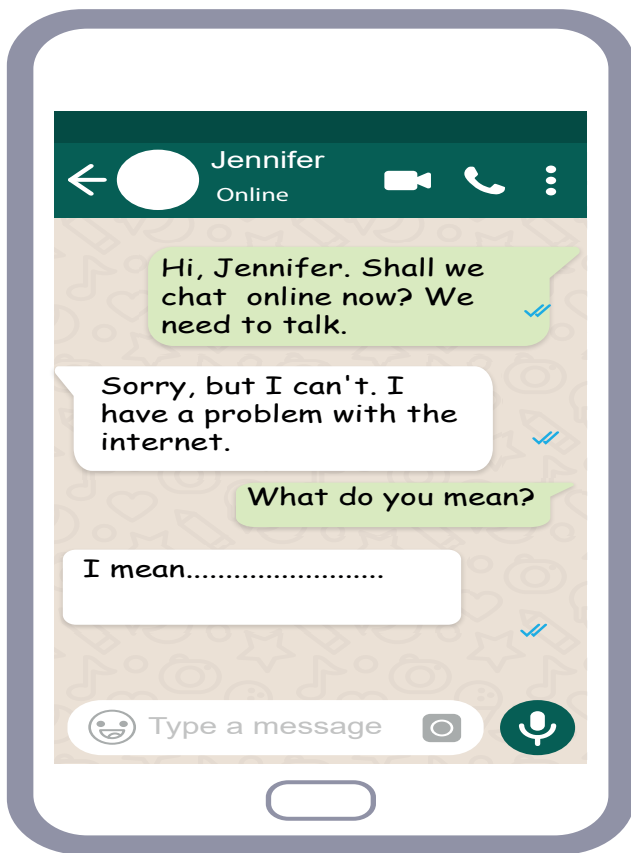 Jennifer
Online
Hi, Jennifer. Shall we
chat  online now? We
need to talk.
Sorry, but I can't. I
have a problem with the
internet.
What do you mean?
I mean.........................
Type a message